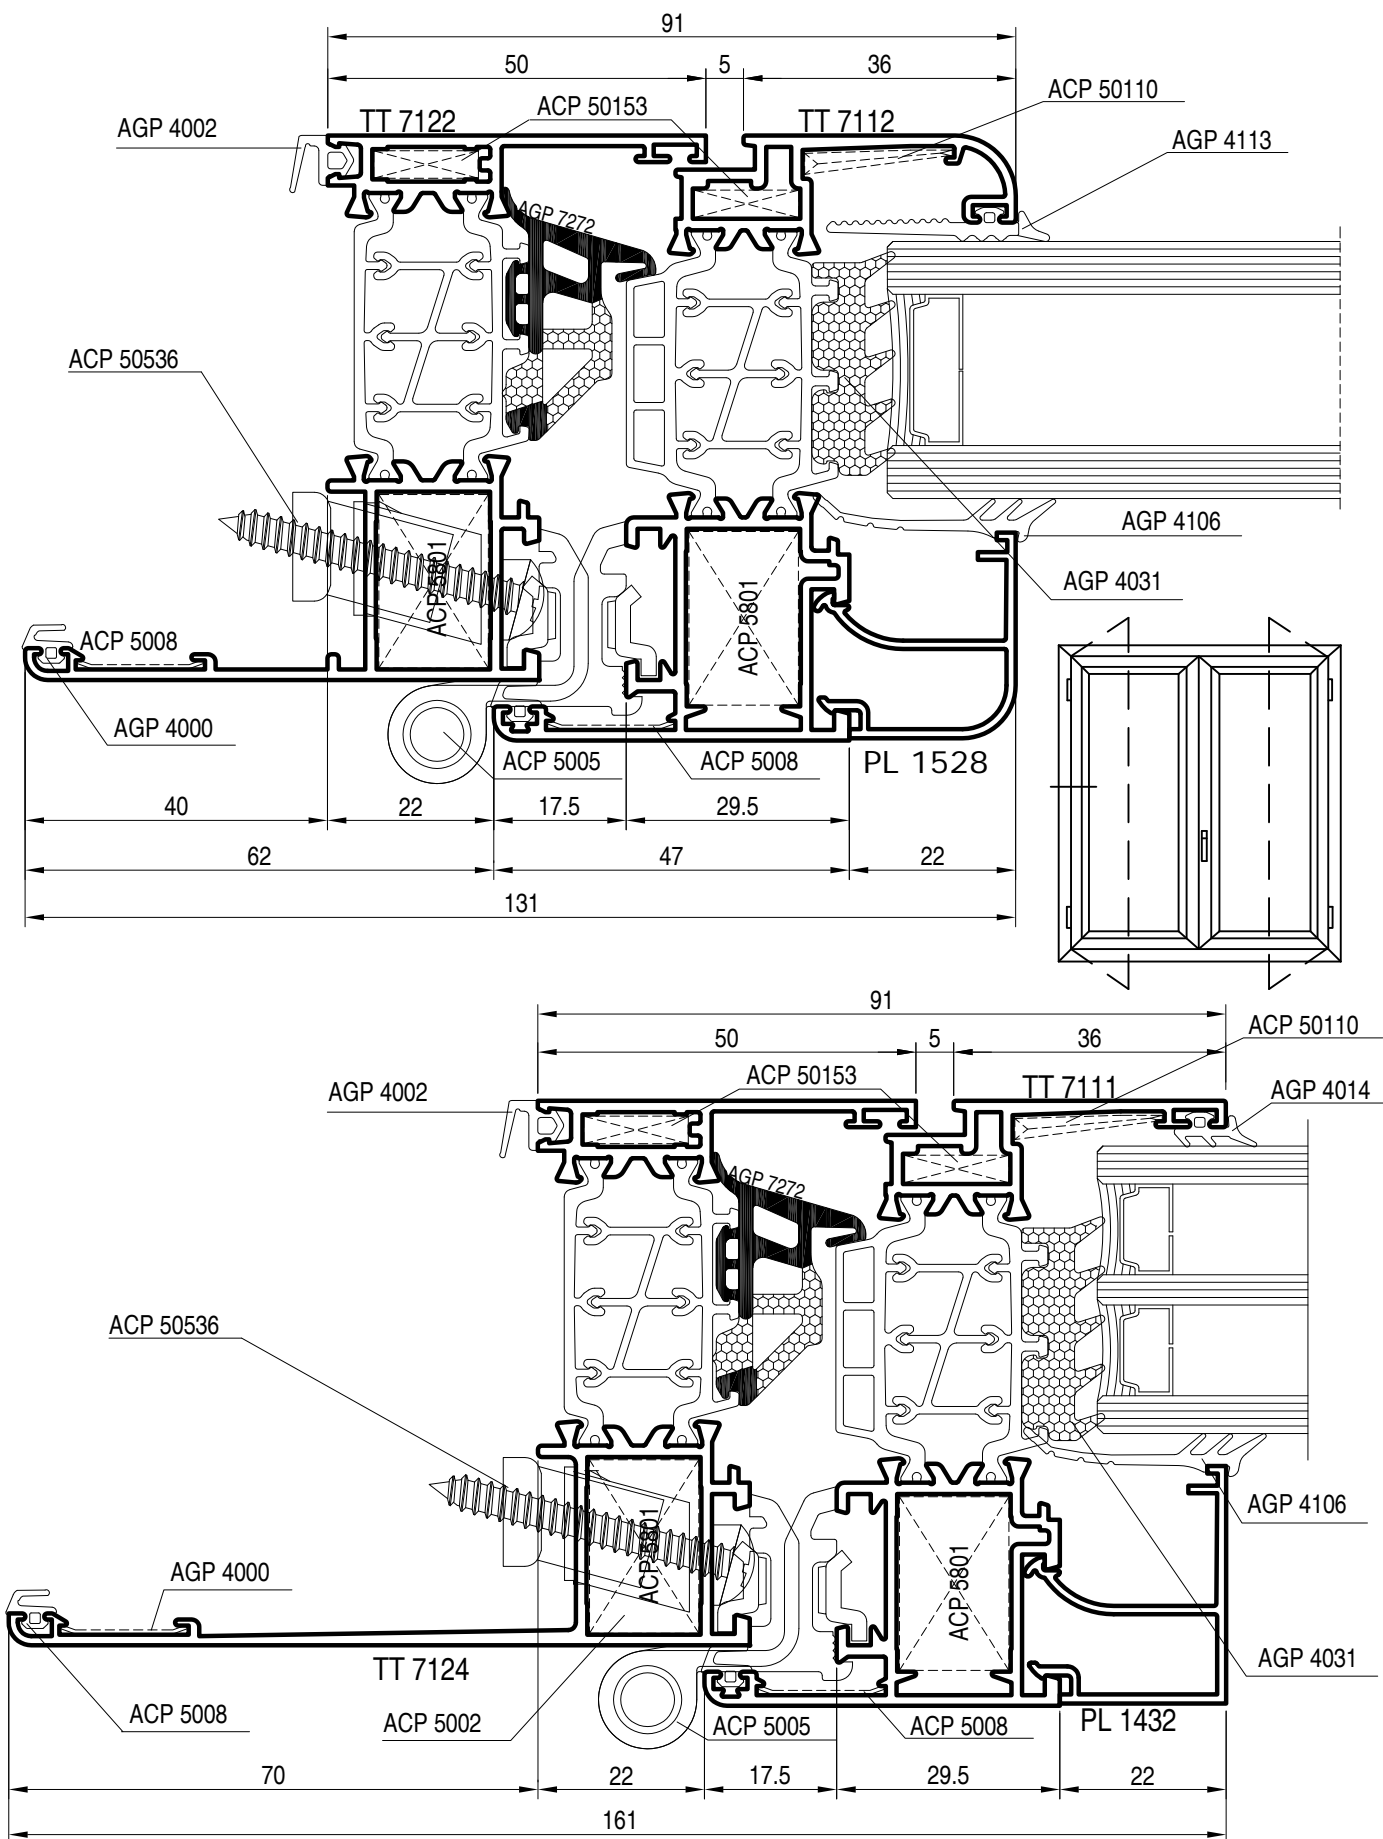 91
50
5
36
ACP 50110
ACP 50153
AGP 4002
TT 7122
TT 7112
AGP 4113
AGP 7272
ACP 50536
AGP 4106
ACP 5801
ACP 5801
AGP 4031
ACP 5008
AGP 4000
ACP 5005
ACP 5008
PL 1528
40
22
17.5
29.5
62
47
22
131
91
50
5
36
ACP 50110
ACP 50153
AGP 4002
TT 7111
AGP 4014
AGP 7272
ACP 50536
AGP 4106
ACP 5801
ACP 5801
AGP 4000
AGP 4031
TT 7124
ACP 5008
ACP 5002
ACP 5005
ACP 5008
PL 1432
70
22
17.5
29.5
22
161